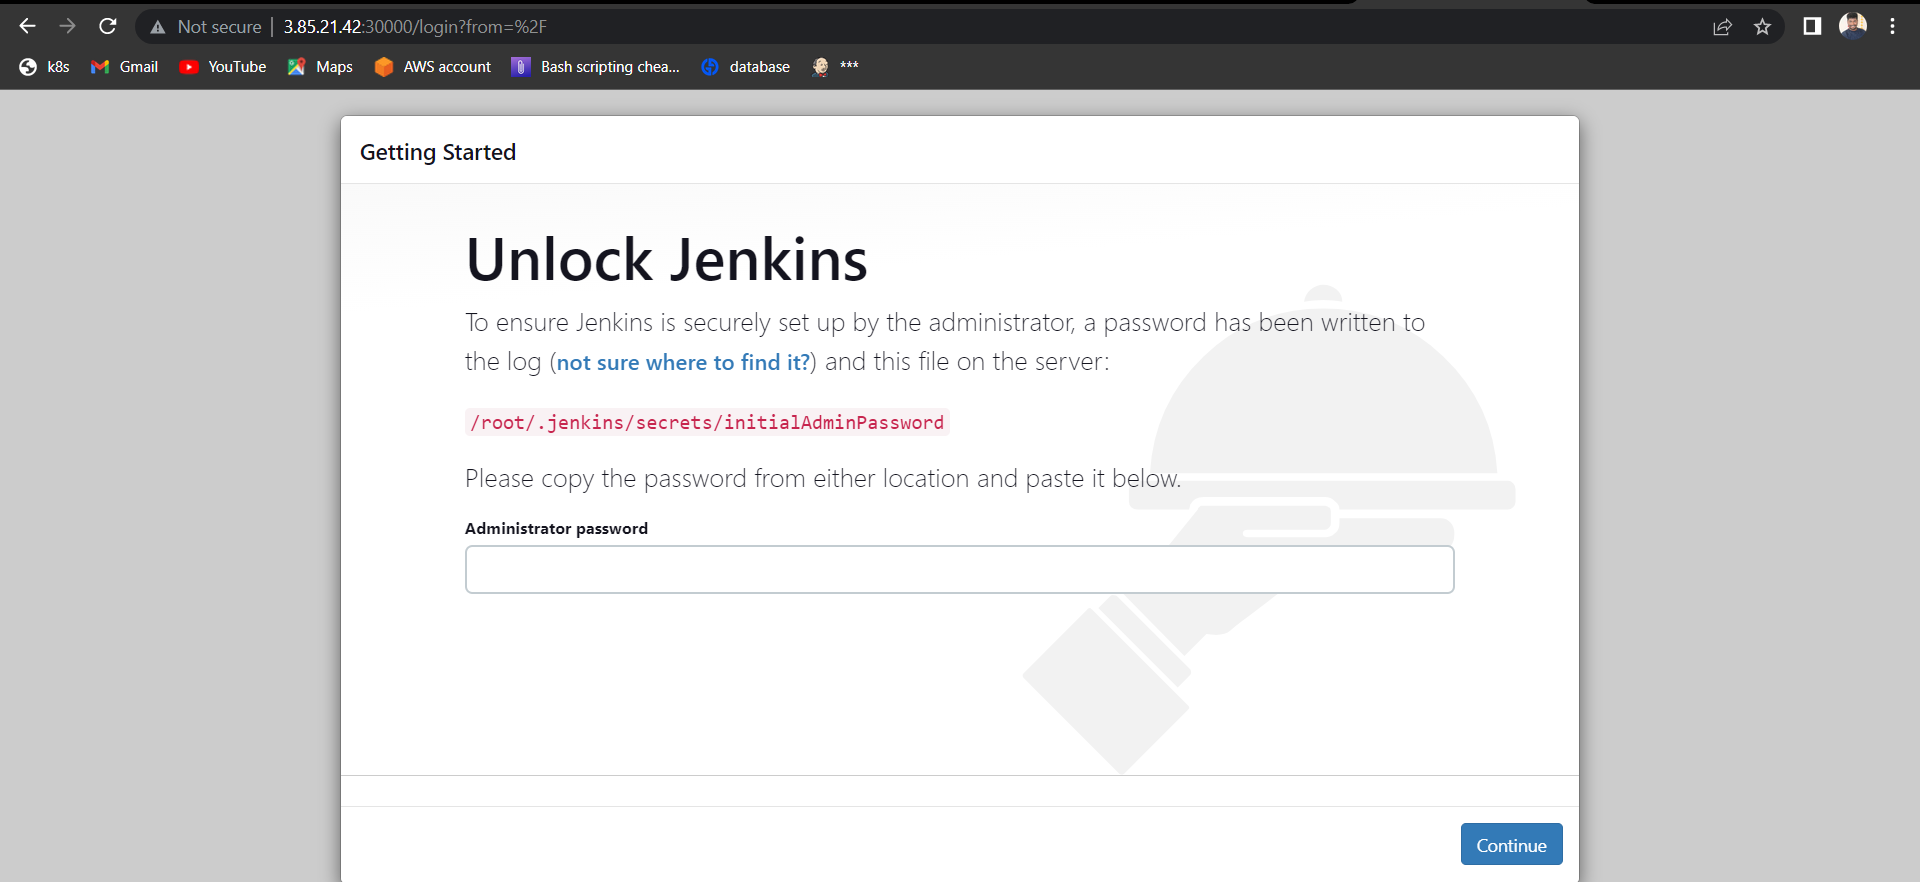 Not secure | 3.85.21.42:30000/login?from=%2F
k8s Gmail YouTube Maps AWS account Bash scripting chea... database ***
Getting Started
Unlock Jenkins
To ensure Jenkins is securely set up by the administrator, a password has been written to
the log (not sure where to find it?) and this file on the server:
/root/.jenkins/secrets/initialAdminPassword
Please copy the password from either location and paste it below.
Administrator password
Continue